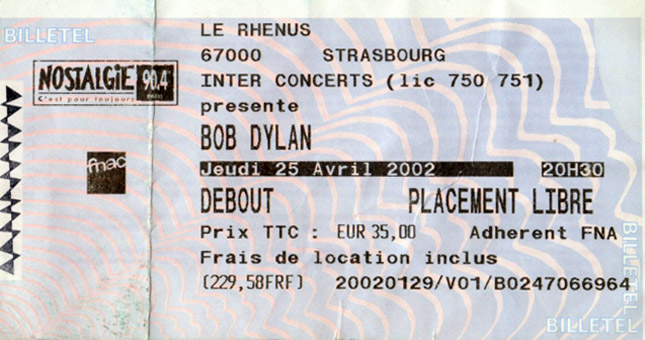 BILLETEL
LE RHENUS
67000 STRASBOURG
INTER CONCERTS (lic 750 751)
presente
NOSTALGIE 90.4
C'est pour toujours
BOB DYLAN
fnac
Jeudi 25 Avril 2002 20H30
DEBOUT PLACEMENT LIBRE
Prix TTC : EUR 35,00 Adherent FNA
Frais de location inclus
(229,58FRF) 20020129/V01/B0247066964
BILLETEL
BILLETEL